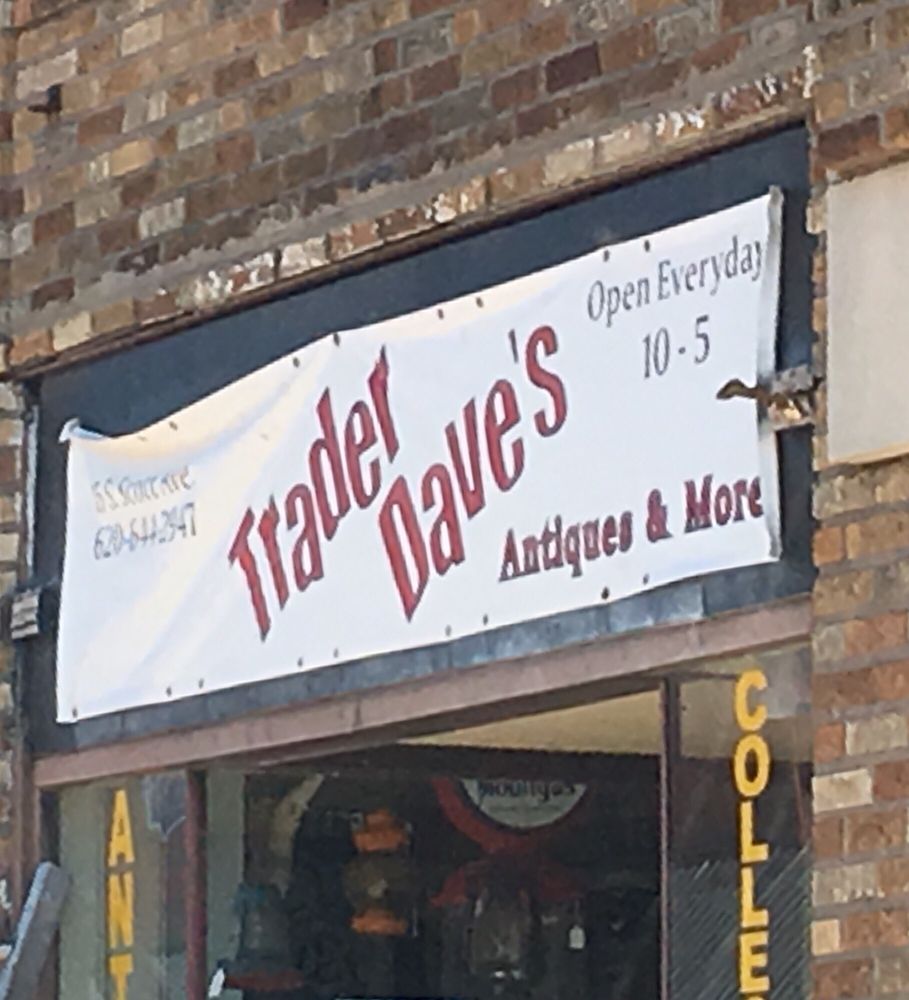 Open Everyday
10 - 5
Trader
Dave's
Antiques & More
620-644-2947
ANT
COLLE